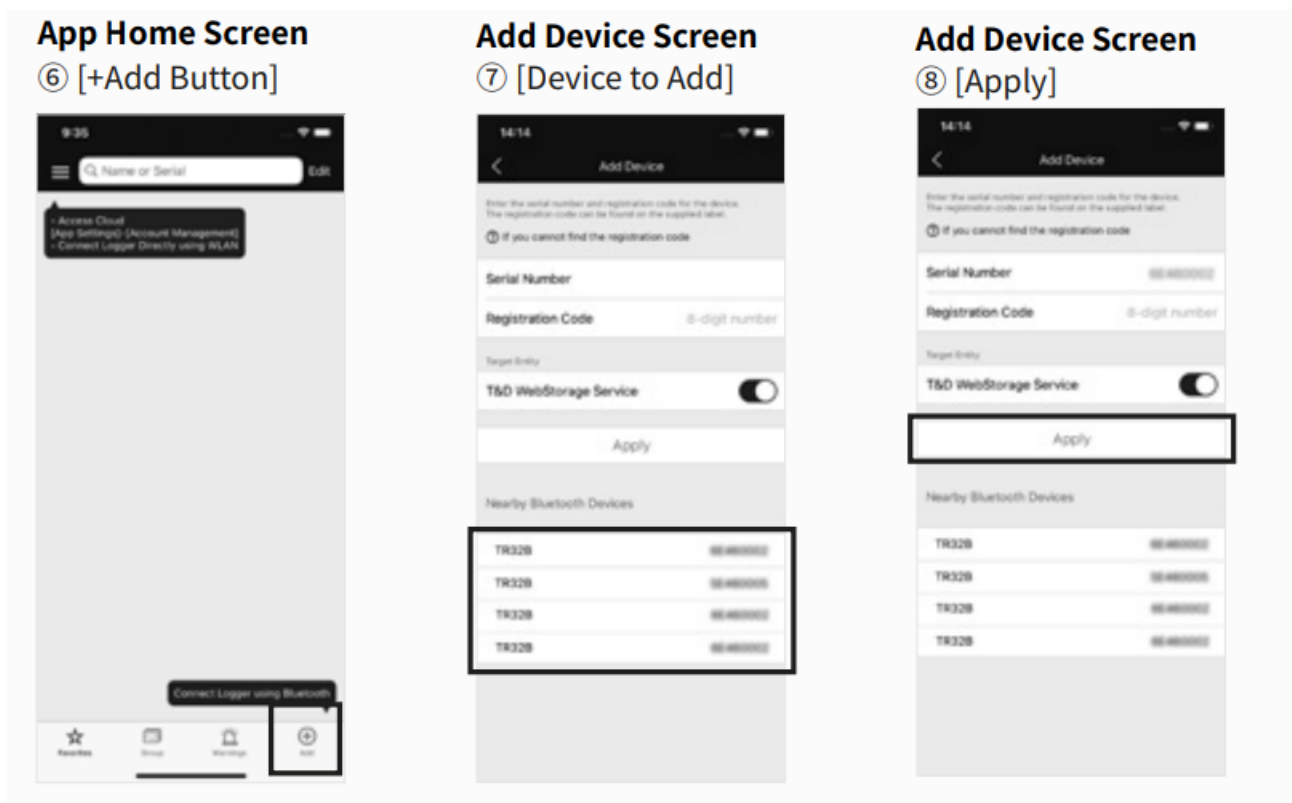 App Home Screen
⑥ [+Add Button]
9:35
Name or Serial
Edit
- Access Cloud
[App Settings]-[Account Management]
- Connect Logger Directly using WLAN
Connect Logger using Bluetooth
Favorites
Group
Warnings
Add
Add Device Screen
⑦ [Device to Add]
14:14
Add Device
Enter the serial number and registration code for the device.
The registration code can be found on the supplied label.
If you cannot find the registration code
Serial Number
Registration Code 8-digit number
Target Entity
T&D WebStorage Service
Apply
Nearby Bluetooth Devices
TR32B
TR32B
TR32B
TR32B
Add Device Screen
⑧ [Apply]
14:14
Add Device
Enter the serial number and registration code for the device.
The registration code can be found on the supplied label.
If you cannot find the registration code
Serial Number
Registration Code 8-digit number
Target Entity
T&D WebStorage Service
Apply
Nearby Bluetooth Devices
TR32B
TR32B
TR32B
TR32B